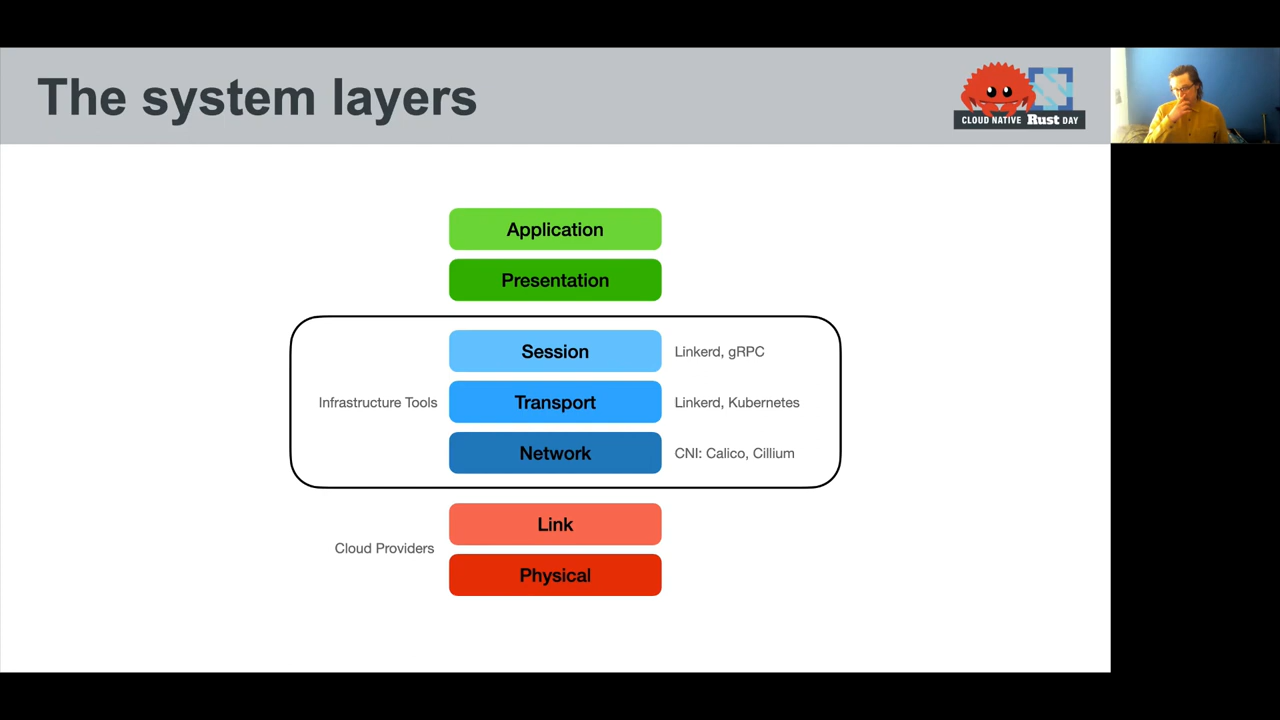 The system layers
CLOUD NATIVE Rust DAY
Application
Presentation
Session
Linkerd, gRPC
Infrastructure Tools
Transport
Linkerd, Kubernetes
Network
CNI: Calico, Cillium
Link
Cloud Providers
Physical